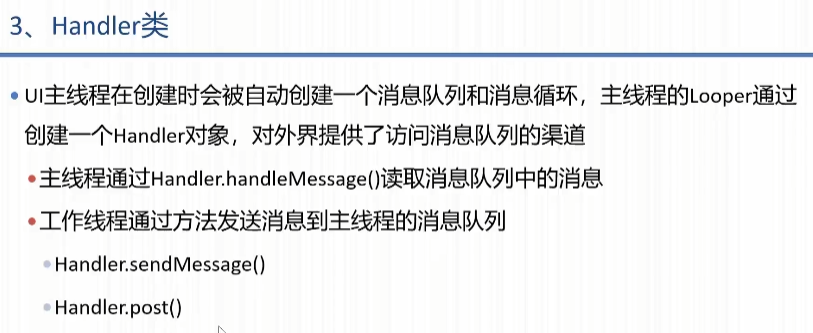 3、Handler类
•UI主线程在创建时会被自动创建一个消息队列和消息循环，主线程的Looper通过
创建一个Handler对象，对外界提供了访问消息队列的渠道
•主线程通过Handler.handleMessage()读取消息队列中的消息
•工作线程通过方法发送消息到主线程的消息队列
•Handler.sendMessage()
•Handler.post()